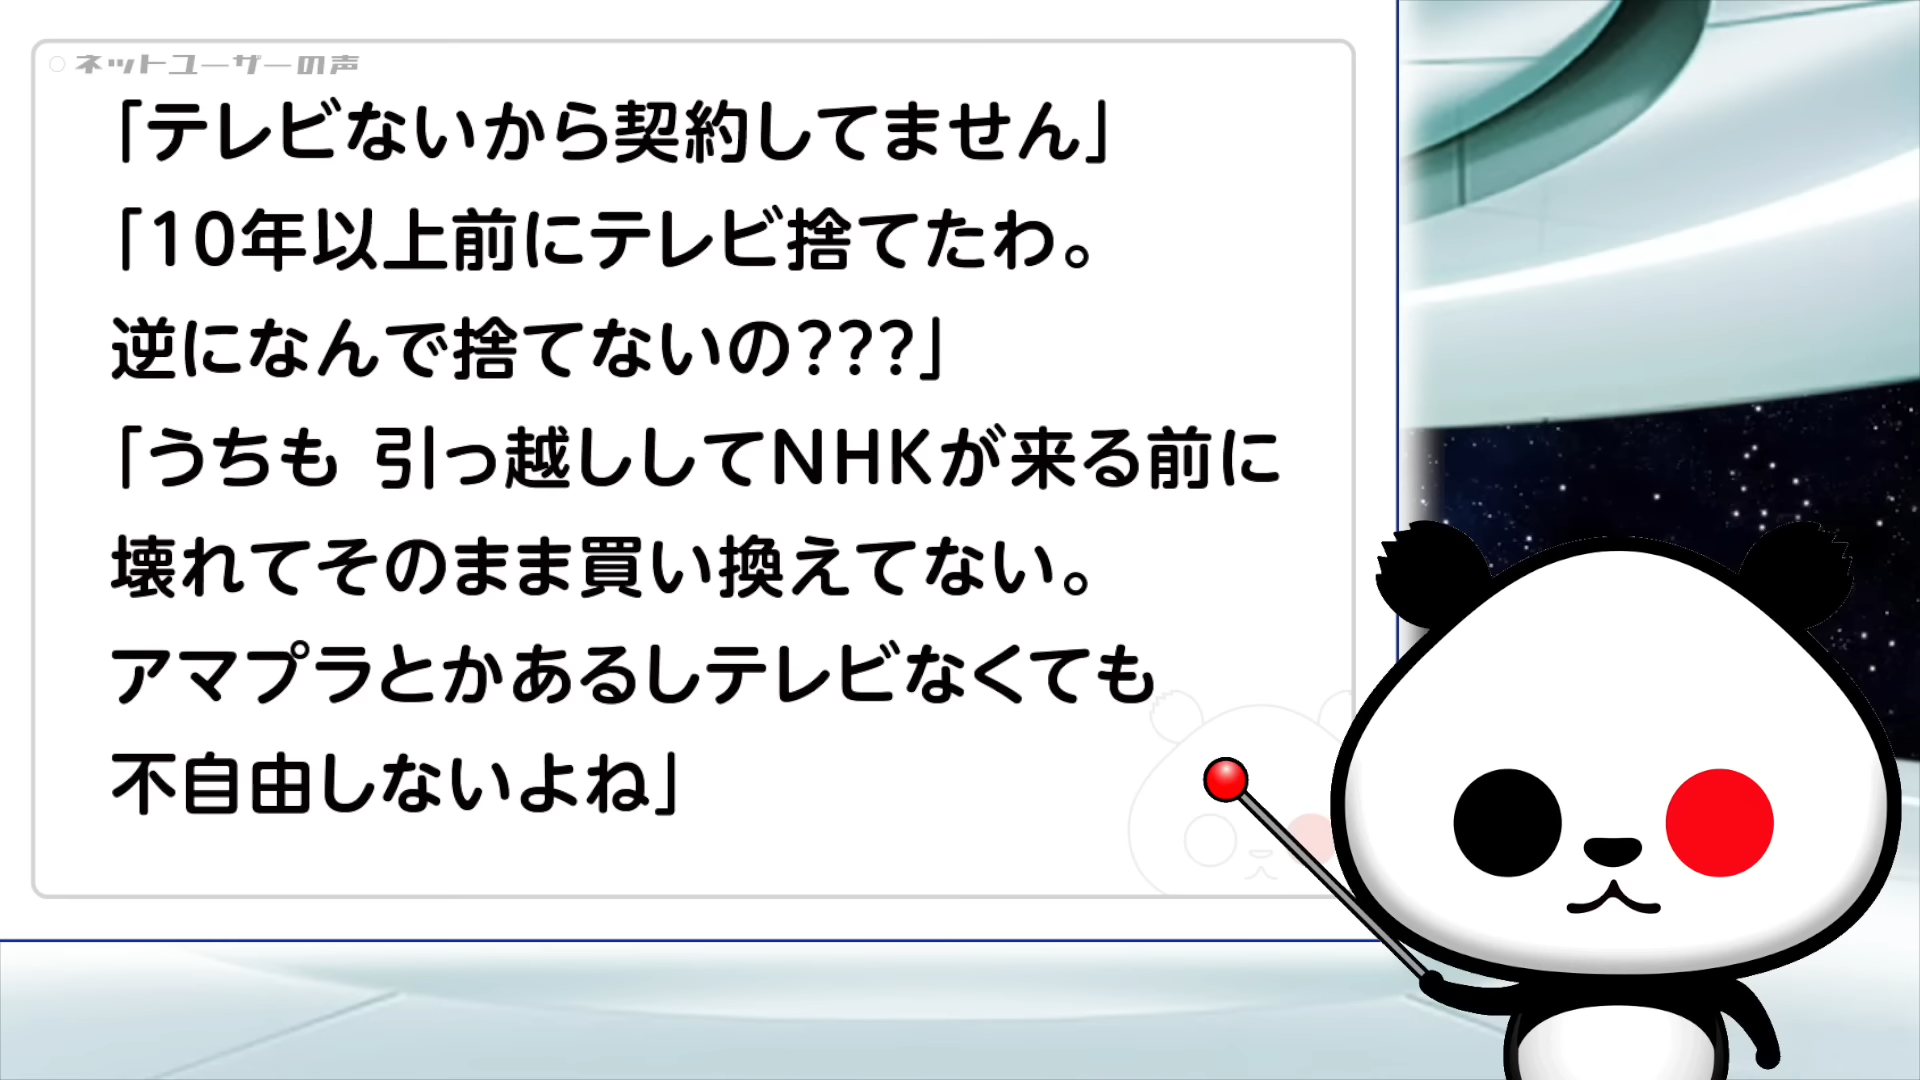 ネットユーザーの声
「テレビないから契約してません」
「10年以上前にテレビ捨てたわ。
逆になんで捨てないの???」
「うちも 引っ越ししてNHKが来る前に
壊れてそのまま買い換えてない。
アマプラとかあるしテレビなくても
不自由しないよね」